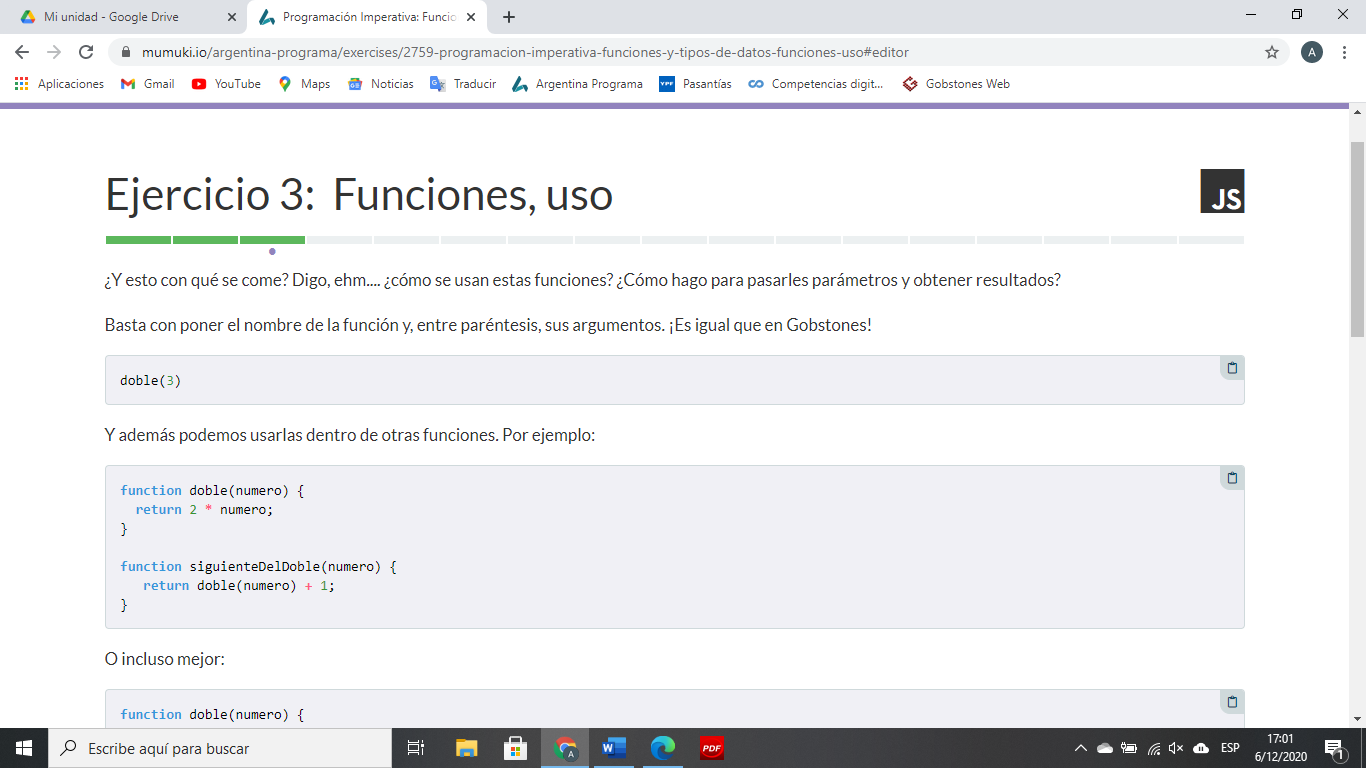 Mi unidad - Google Drive
Programación Imperativa: Funcio
mumuki.io/argentina-programa/exercises/2759-programacion-imperativa-funciones-y-tipos-de-datos-funciones-uso#editor
A
Aplicaciones
Gmail
YouTube
Maps
Noticias
Traducir
Argentina Programa
YPF
Pasantías
Competencias digit...
Gobstones Web
Ejercicio 3: Funciones, uso
JS
¿Y esto con qué se come? Digo, ehm.... ¿cómo se usan estas funciones? ¿Cómo hago para pasarles parámetros y obtener resultados?
Basta con poner el nombre de la función y, entre paréntesis, sus argumentos. ¡Es igual que en Gobstones!
doble(3)
Y además podemos usarlas dentro de otras funciones. Por ejemplo:
function doble(numero) {
return 2 * numero;
}
function siguienteDelDoble(numero) {
return doble(numero) + 1;
}
O incluso mejor:
function doble(numero) {
Escribe aquí para buscar
A
W
PDF
ESP
17:01
6/12/2020
1